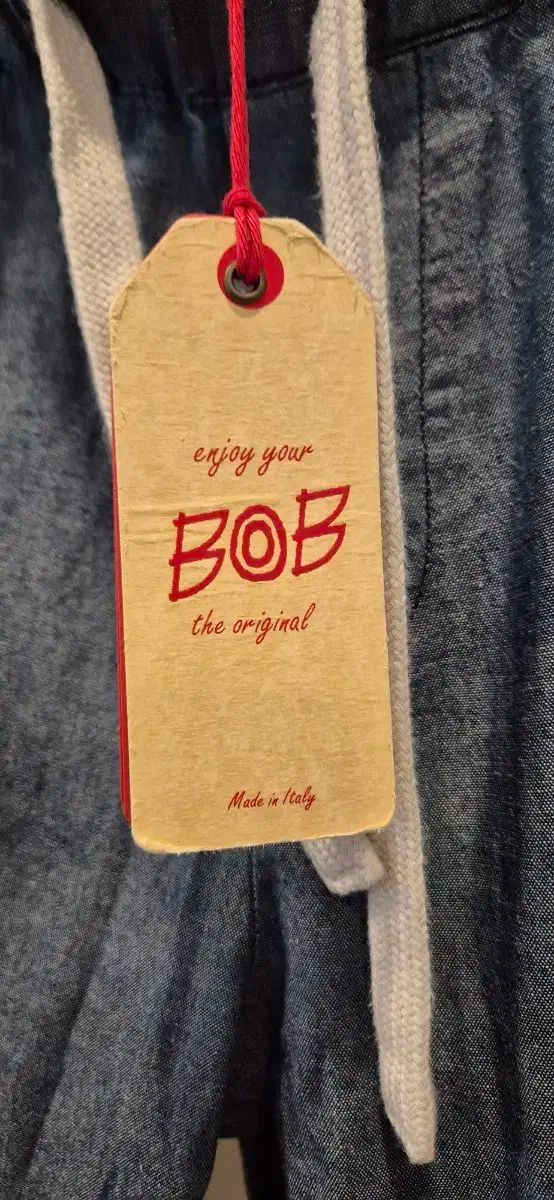 enjoy your
BOB
the original
Made in Italy